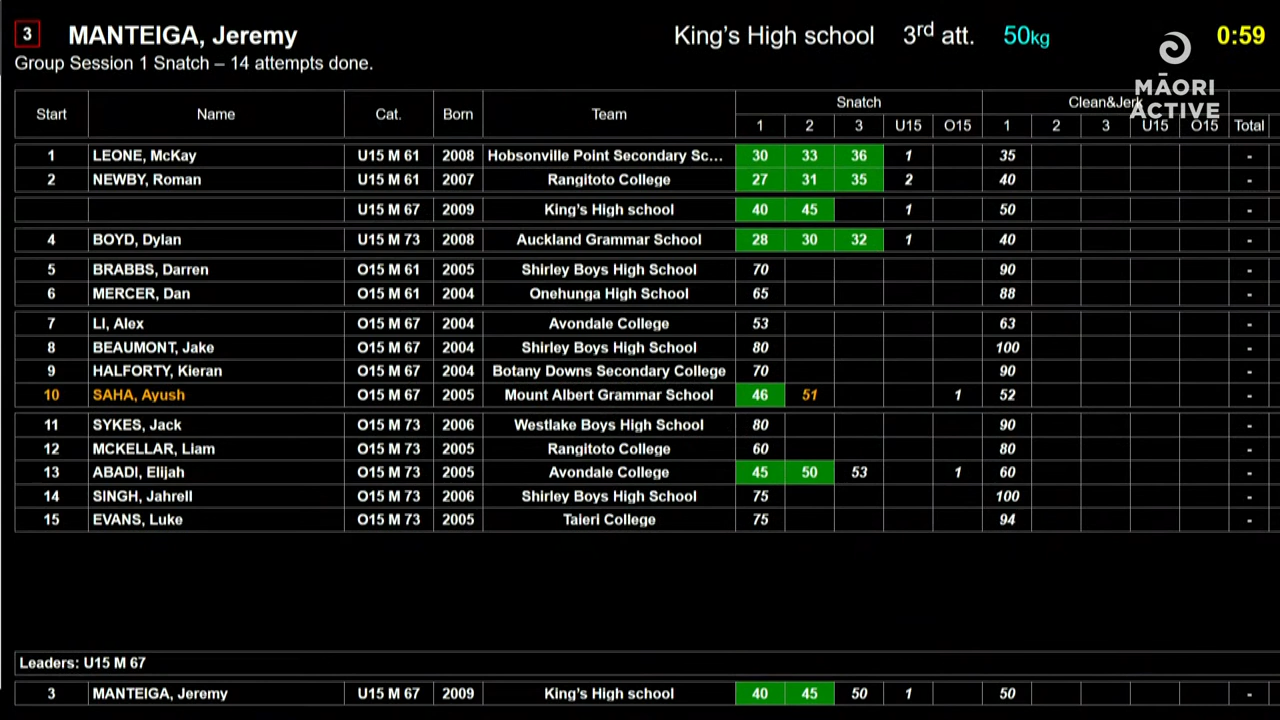 3 MANTEIGA, Jeremy King's High school 3rd att. 50kg 0:59
Group Session 1 Snatch – 14 attempts done.
MĀORI
ACTIVE
Start Name Cat. Born Team Snatch Clean&Jerk
1 2 3 U15 O15 1 2 3 U15 O15 Total
1 LEONE, McKay U15 M 61 2008 Hobsonville Point Secondary Sc... 30 33 36 1 35 -
2 NEWBY, Roman U15 M 61 2007 Rangitoto College 27 31 35 2 40 -
U15 M 67 2009 King's High school 40 45 1 50 -
4 BOYD, Dylan U15 M 73 2008 Auckland Grammar School 28 30 32 1 40 -
5 BRABBS, Darren O15 M 61 2005 Shirley Boys High School 70 90 -
6 MERCER, Dan O15 M 61 2004 Onehunga High School 65 88 -
7 LI, Alex O15 M 67 2004 Avondale College 53 63 -
8 BEAUMONT, Jake O15 M 67 2004 Shirley Boys High School 80 100 -
9 HALFORTY, Kieran O15 M 67 2004 Botany Downs Secondary College 70 90 -
10 SAHA, Ayush O15 M 67 2005 Mount Albert Grammar School 46 51 1 52 -
11 SYKES, Jack O15 M 73 2006 Westlake Boys High School 80 90 -
12 MCKELLAR, Liam O15 M 73 2005 Rangitoto College 60 80 -
13 ABADI, Elijah O15 M 73 2005 Avondale College 45 50 53 1 60 -
14 SINGH, Jahrell O15 M 73 2006 Shirley Boys High School 75 100 -
15 EVANS, Luke O15 M 73 2005 Taieri College 75 94 -
Leaders: U15 M 67
3 MANTEIGA, Jeremy U15 M 67 2009 King's High school 40 45 50 1 50 -